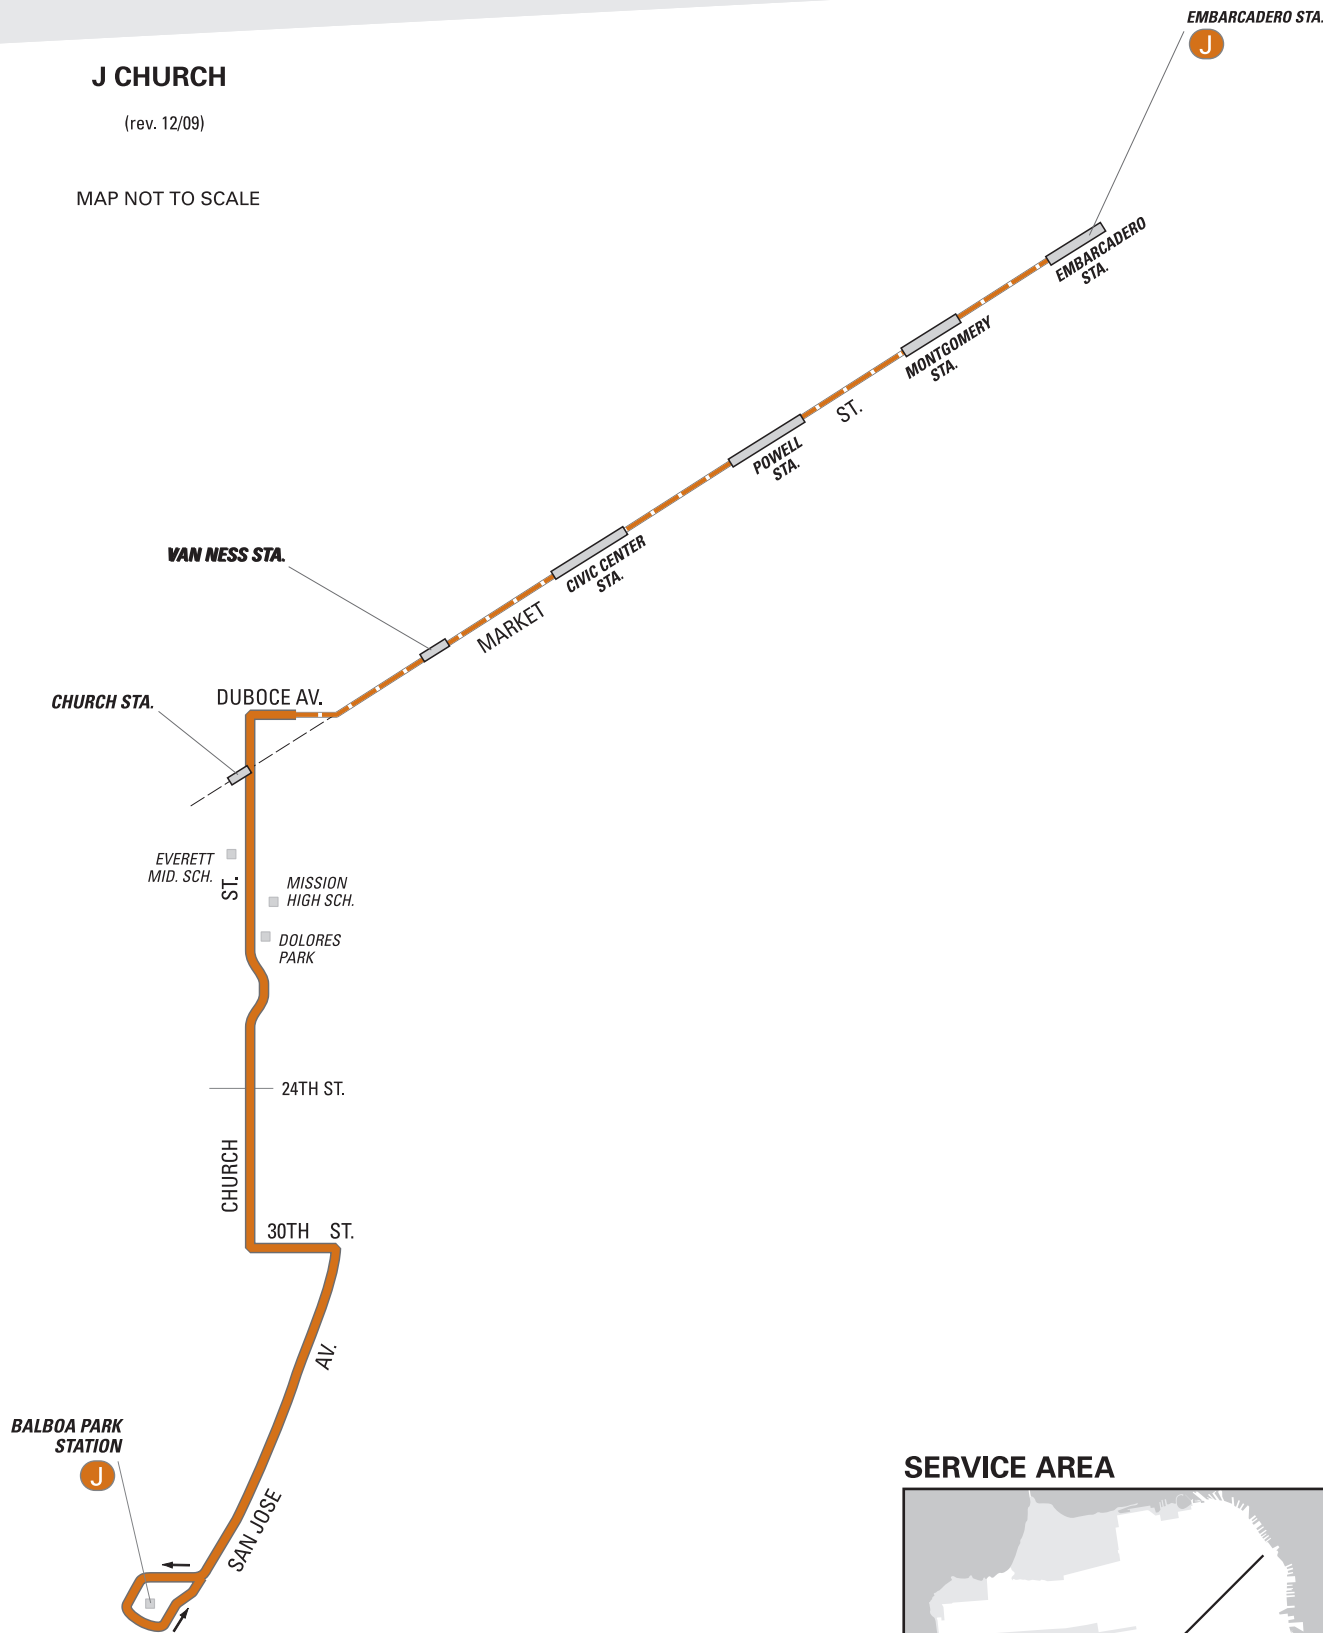 EMBARCADERO STA.
J
J CHURCH
(rev. 12/09)
MAP NOT TO SCALE
EMBARCADERO
STA.
MONTGOMERY
STA.
ST.
POWELL
STA.
CIVIC CENTER
STA.
VAN NESS STA.
MARKET
CHURCH STA.
DUBOCE AV.
EVERETT
MID. SCH.
ST.
MISSION
HIGH SCH.
DOLORES
PARK
24TH ST.
CHURCH
30TH ST.
AV.
BALBOA PARK
STATION
J
SAN JOSE
SERVICE AREA